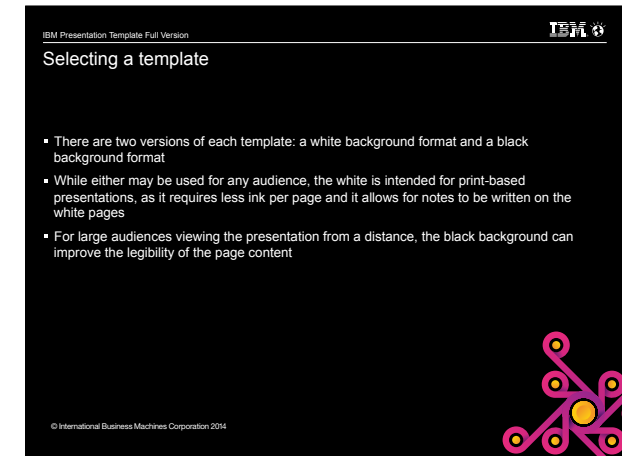 IBM Presentation Template Full Version
IBM
Selecting a template
▪ There are two versions of each template: a white background format and a black
background format
▪ While either may be used for any audience, the white is intended for print-based
presentations, as it requires less ink per page and it allows for notes to be written on the
white pages
▪ For large audiences viewing the presentation from a distance, the black background can
improve the legibility of the page content
© International Business Machines Corporation 2014